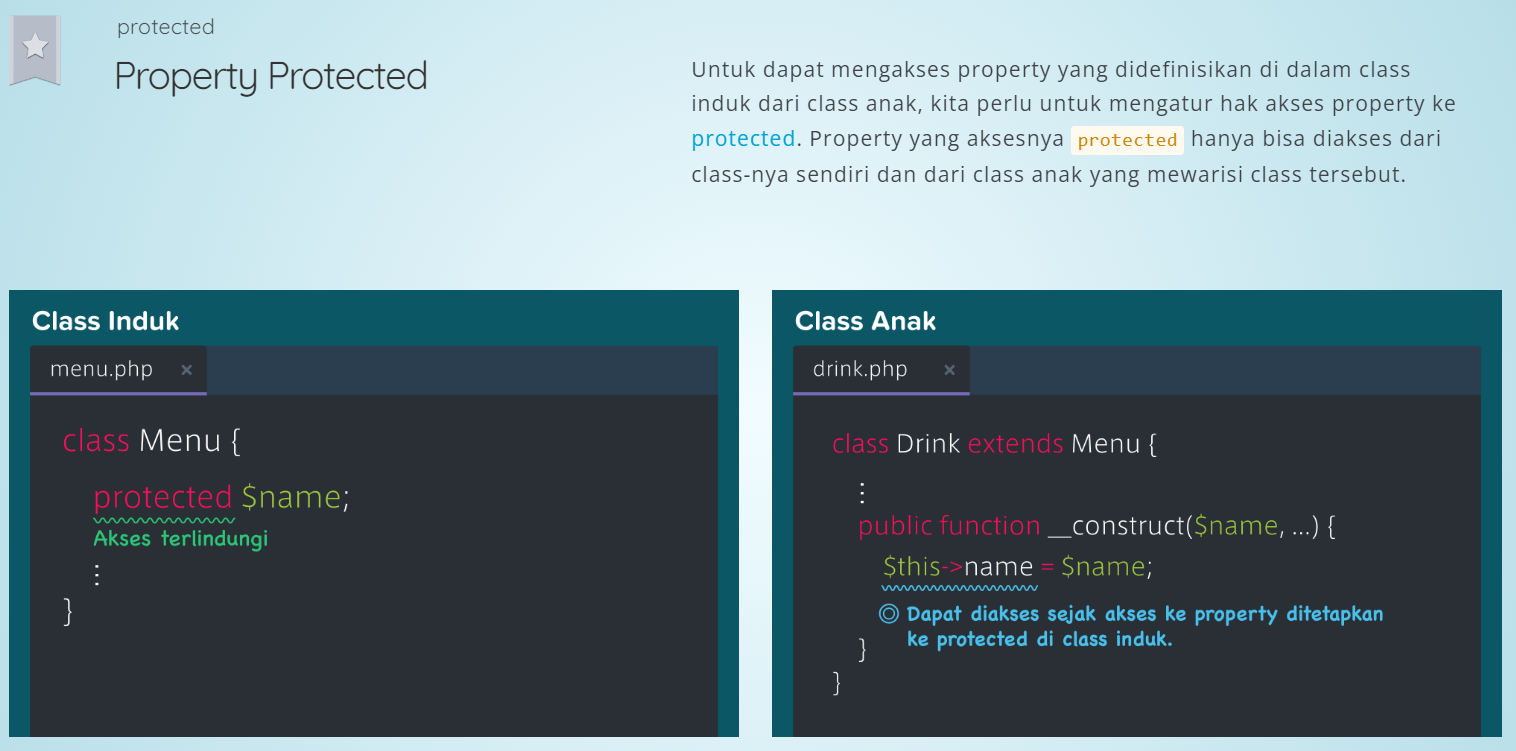 protected
Property Protected
Untuk dapat mengakses property yang didefinisikan di dalam class
induk dari class anak, kita perlu untuk mengatur hak akses property ke
protected. Property yang aksesnya protected hanya bisa diakses dari
class-nya sendiri dan dari class anak yang mewarisi class tersebut.
Class Induk
menu.php ×
class Menu {
protected $name;
Akses terlindungi
⋮
}
Class Anak
drink.php ×
class Drink extends Menu {
⋮
public function __construct($name, ...) {
$this->name = $name;
◎ Dapat diakses sejak akses ke property ditetapkan
ke protected di class induk.
}
}